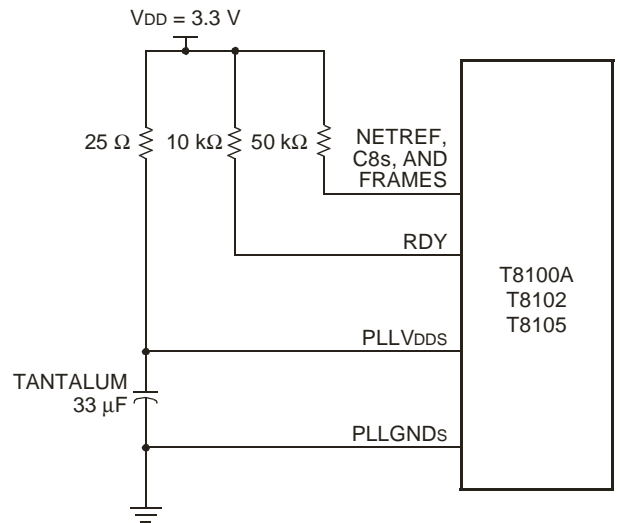 VDD = 3.3 V
25 Ω
10 kΩ
50 kΩ
NETREF,
C8s, AND
FRAMES
RDY
T8100A
T8102
T8105
PLLVDDS
TANTALUM
33 μF
PLLGNDS